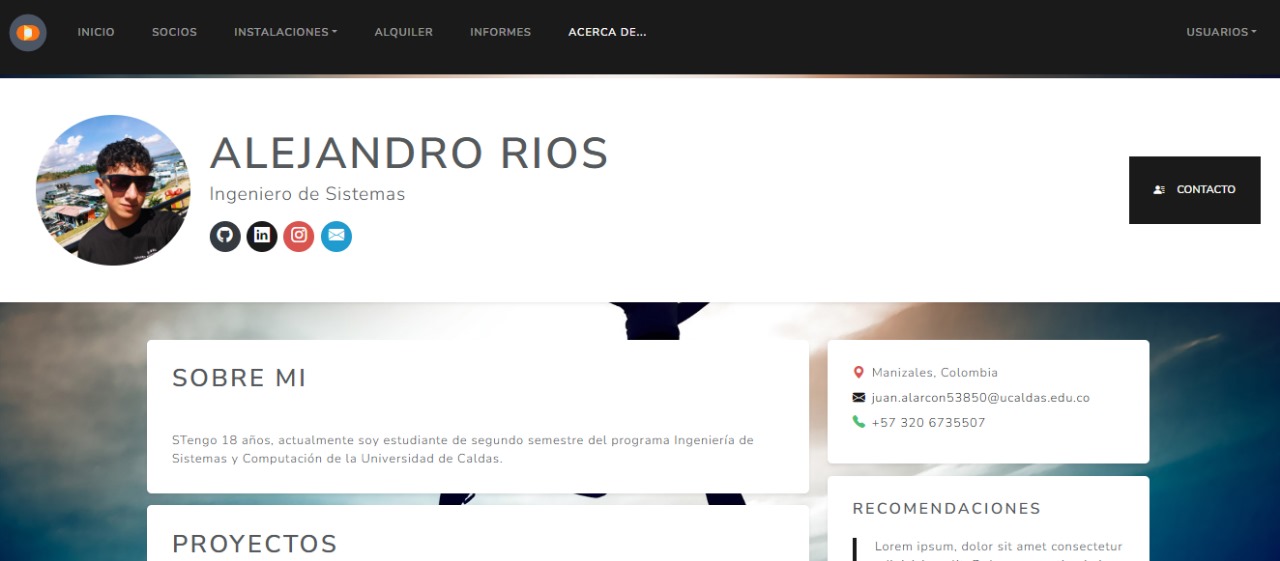 INICIO
SOCIOS
INSTALACIONES
ALQUILER
INFORMES
ACERCA DE...
USUARIOS
ALEJANDRO RIOS
Ingeniero de Sistemas
CONTACTO
SOBRE MI
STengo 18 años, actualmente soy estudiante de segundo semestre del programa Ingeniería de
Sistemas y Computación de la Universidad de Caldas.
PROYECTOS
Manizales, Colombia
juan.alarcon53850@ucaldas.edu.co
+57 320 6735507
RECOMENDACIONES
Lorem ipsum, dolor sit amet consectetur